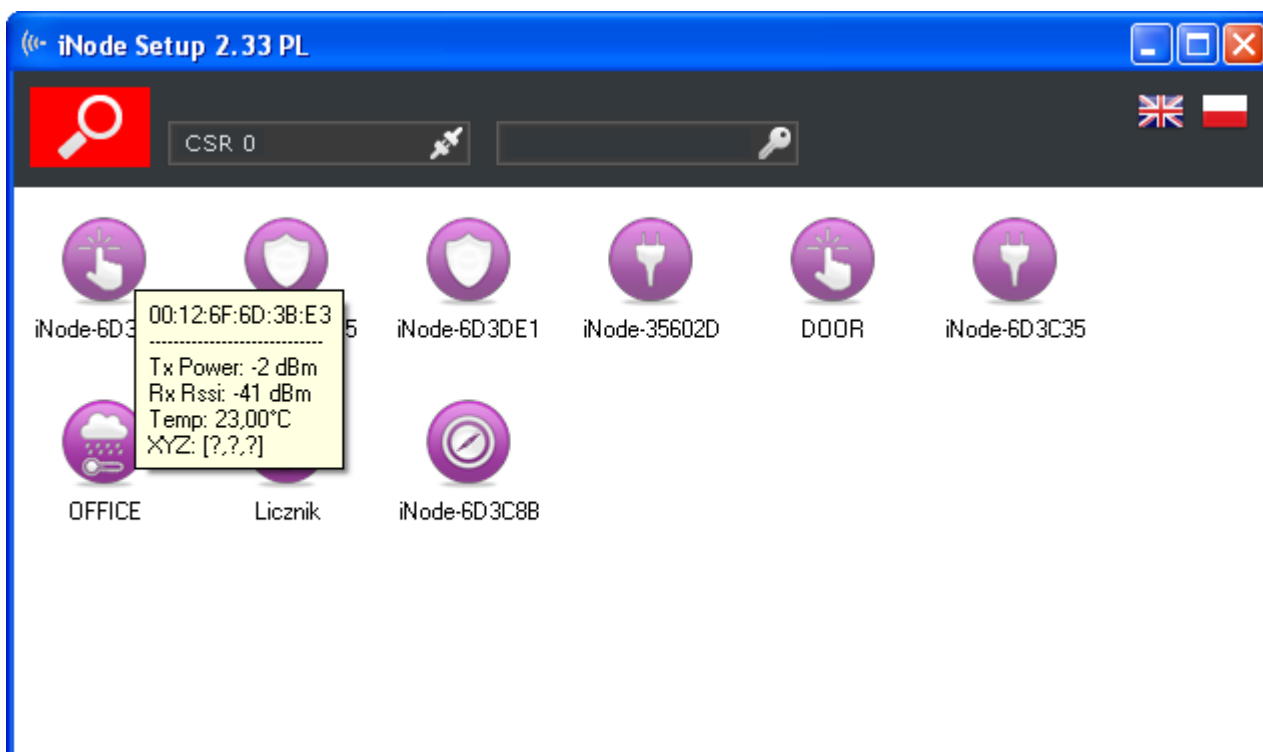 iNode Setup 2.33 PL
CSR 0
00:12:6F:6D:3B:E3
----------------------------
Tx Power: -2 dBm
Rx Rssi: -41 dBm
Temp: 23,00°C
XYZ: [?,?,?]
iNode-6D3
5
iNode-6D3DE1
iNode-35602D
DOOR
iNode-6D3C35
OFFICE
Licznik
iNode-6D3C8B